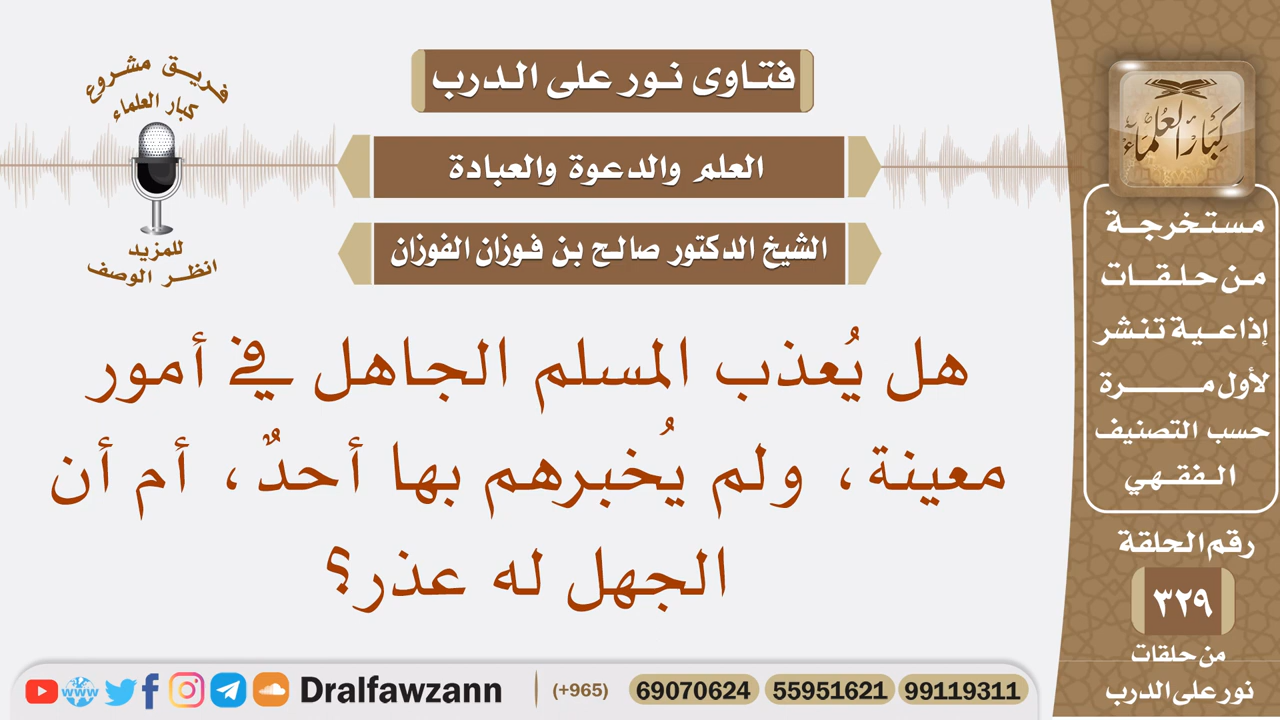 فتاوى نور على الدرب
العلم والدعوة والعبادة
الشيخ الدكتور صالح بن فوزان الفوزان
فريق مشروع
كبار العلماء
للمزيد
انظر الوصف
هل يُعذب المسلم الجاهل في أمور
معينة، ولم يُخبرهم بها أحدٌ، أم أن
الجهل له عذر؟
كبار العلماء
مستخرجة
من حلقات
إذاعية تنشر
لأول مرة
حسب التصنيف
الفقهي
رقم الحلقة
٣٢٩
من حلقات
نور على الدرب
www
Dralfawzann
(+965)
69070624
55951621
99119311